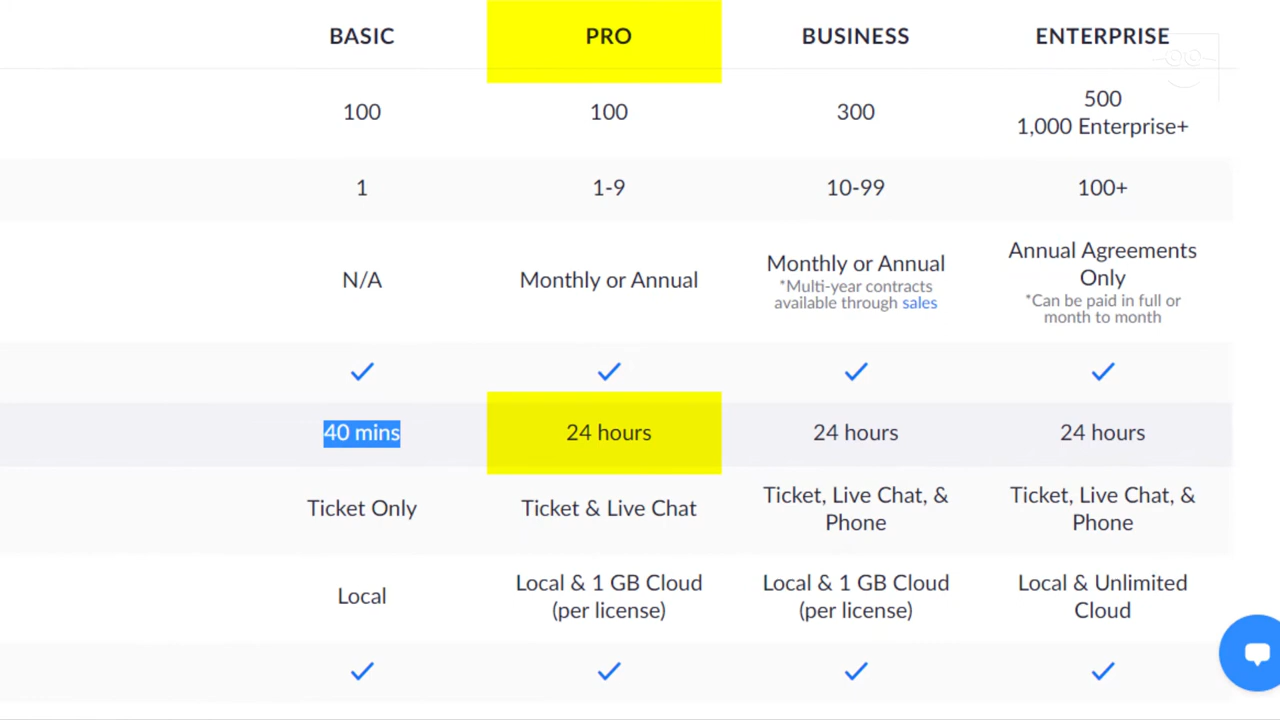 BASIC PRO BUSINESS ENTERPRISE
100 100 300 500
1,000 Enterprise+
1 1-9 10-99 100+
N/A Monthly or Annual Monthly or Annual
*Multi-year contracts
available through sales
Annual Agreements
Only
*Can be paid in full or
month to month
40 mins 24 hours 24 hours 24 hours
Ticket Only Ticket & Live Chat Ticket, Live Chat, &
Phone
Ticket, Live Chat, &
Phone
Local Local & 1 GB Cloud
(per license)
Local & 1 GB Cloud
(per license)
Local & Unlimited
Cloud